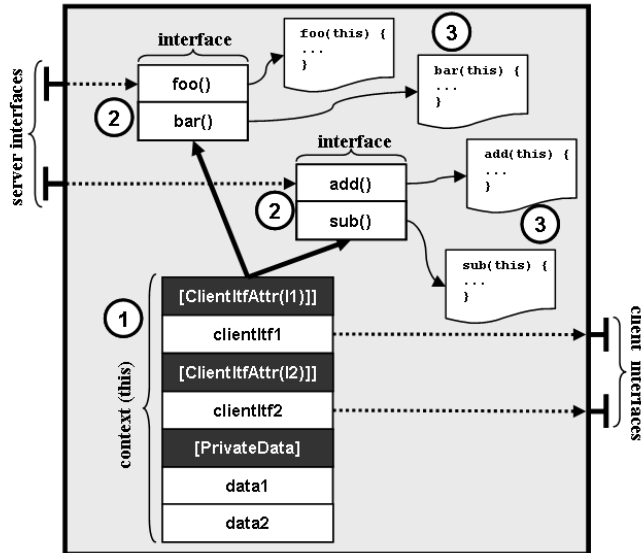 interface
foo(this) {
...
}
3
bar(this) {
...
}
foo()
bar()
2
server interfaces
interface
add()
sub()
2
add(this) {
...
}
3
sub(this) {
...
}
1
context (this)
[ClientItfAttr(I1)]]
clientItf1
[ClientItfAttr(I2)]]
clientItf2
[PrivateData]
data1
data2
client interfaces